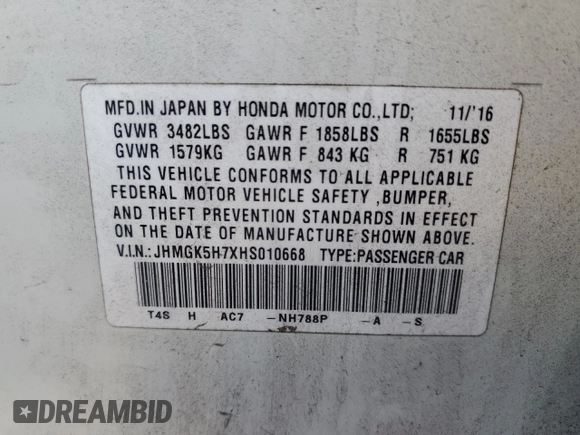 MFD.IN JAPAN BY HONDA MOTOR CO.,LTD; 11/'16
GVWR 3482LBS GAWR F 1858LBS R 1655LBS
GVWR 1579KG GAWR F 843 KG R 751 KG
THIS VEHICLE CONFORMS TO ALL APPLICABLE
FEDERAL MOTOR VEHICLE SAFETY ,BUMPER,
AND THEFT PREVENTION STANDARDS IN EFFECT
ON THE DATE OF MANUFACTURE SHOWN ABOVE.
V.I.N.: JHMGK5H7XHS010668 TYPE:PASSENGER CAR
T4S H AC7 -NH788P -A -S
DREAMBID